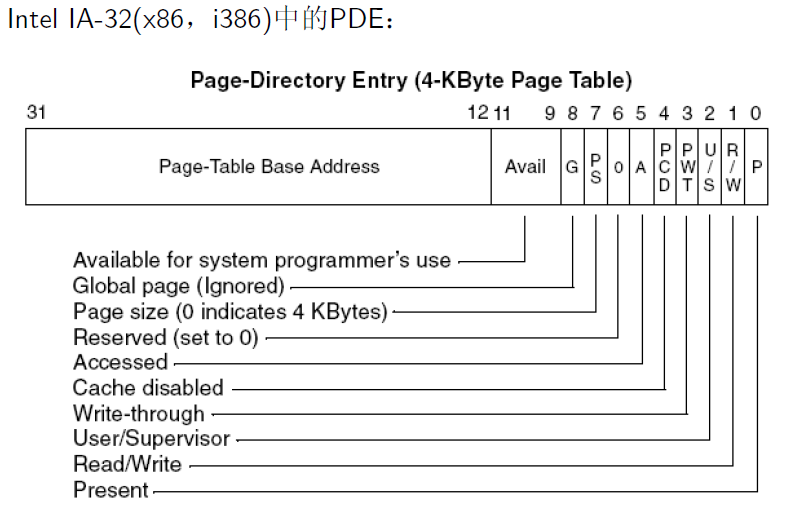 Intel IA-32(x86，i386)中的PDE：
Page-Directory Entry (4-KByte Page Table)
31 12 11 9 8 7 6 5 4 3 2 1 0
Page-Table Base Address Avail G PS 0 A PCD PWT U/S R/W P
Available for system programmer's use
Global page (Ignored)
Page size (0 indicates 4 KBytes)
Reserved (set to 0)
Accessed
Cache disabled
Write-through
User/Supervisor
Read/Write
Present